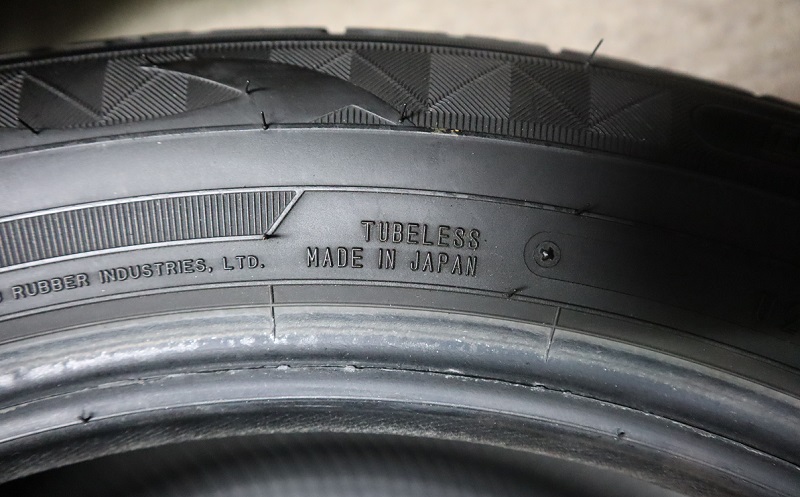 TUBELESS
MADE IN JAPAN
RUBBER INDUSTRIES, LTD.